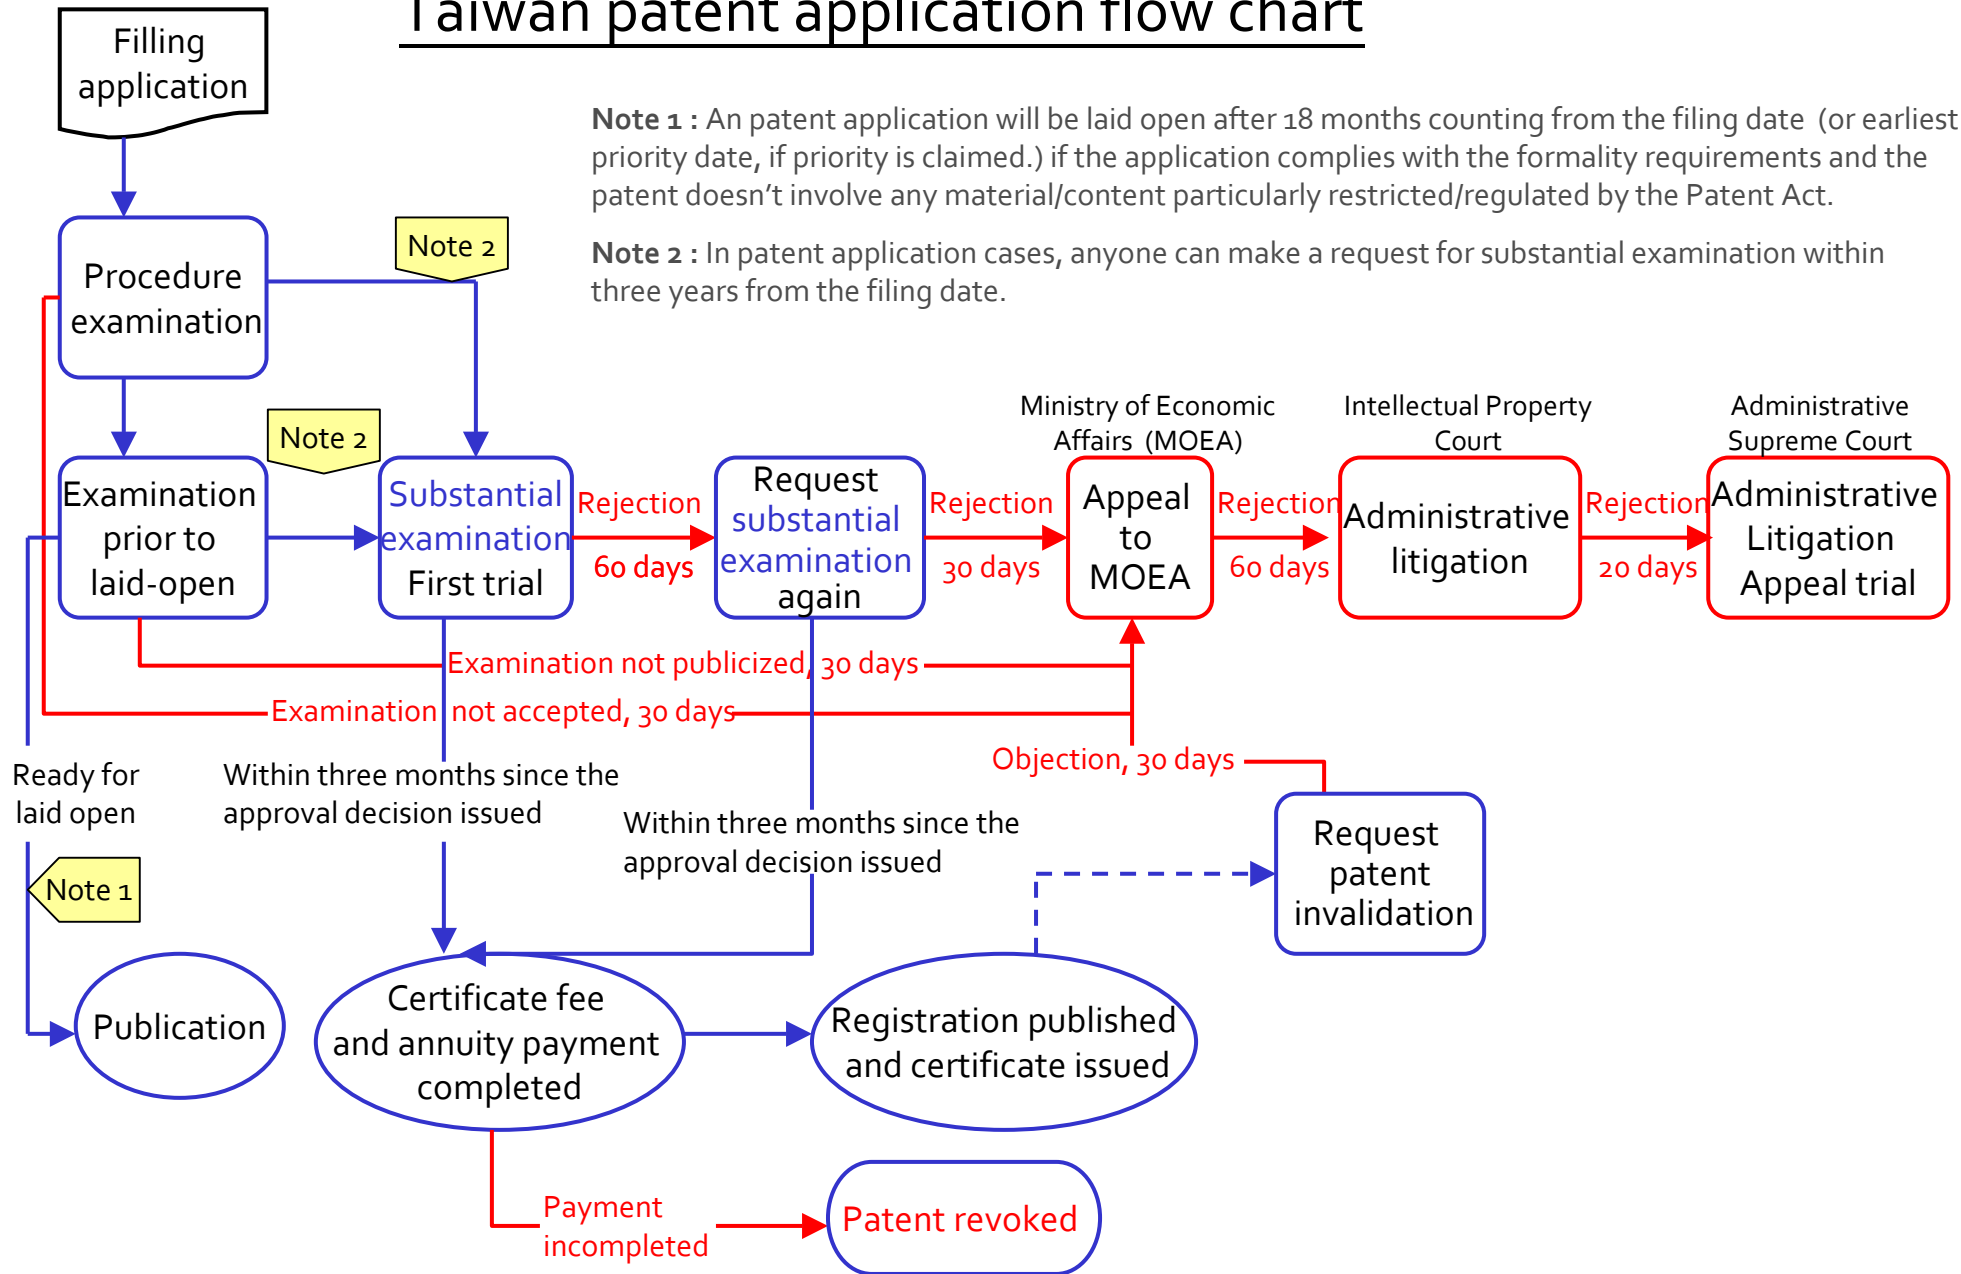 Taiwan patent application flow chart
Filling
application
Note 1 : An patent application will be laid open after 18 months counting from the filing date (or earliest
priority date, if priority is claimed.) if the application complies with the formality requirements and the
patent doesn't involve any material/content particularly restricted/regulated by the Patent Act.
Note 2 : In patent application cases, anyone can make a request for substantial examination within
three years from the filing date.
Note 2
Procedure
examination
Note 2
Ministry of Economic
Affairs (MOEA)
Intellectual Property
Court
Administrative
Supreme Court
Examination
prior to
laid-open
Substantial
examination
First trial
Rejection
60 days
Request
substantial
examination
again
Rejection
30 days
Appeal
to
MOEA
Rejection
60 days
Administrative
litigation
Rejection
20 days
Administrative
Litigation
Appeal trial
Examination not publicized, 30 days
Examination not accepted, 30 days
Objection, 30 days
Ready for
laid open
Within three months since the
approval decision issued
Within three months since the
approval decision issued
Request
patent
invalidation
Note 1
Publication
Certificate fee
and annuity payment
completed
Registration published
and certificate issued
Payment
incompleted
Patent revoked